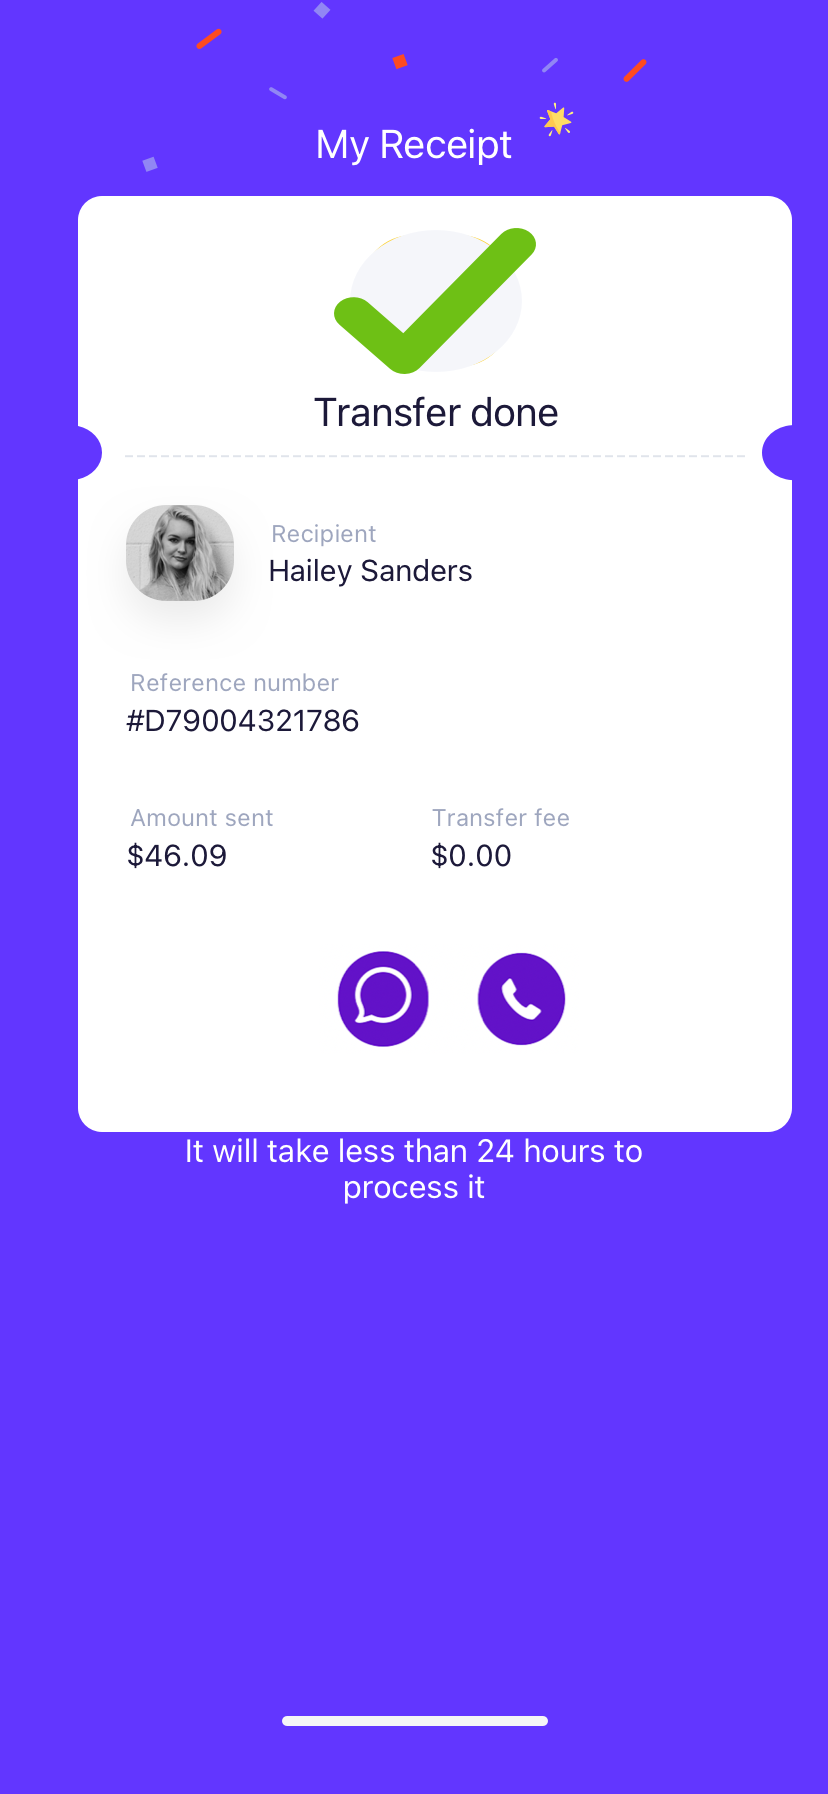 My Receipt
Transfer done
Recipient
Hailey Sanders
Reference number
#D79004321786
Amount sent
Transfer fee
$46.09
$0.00
It will take less than 24 hours to
process it